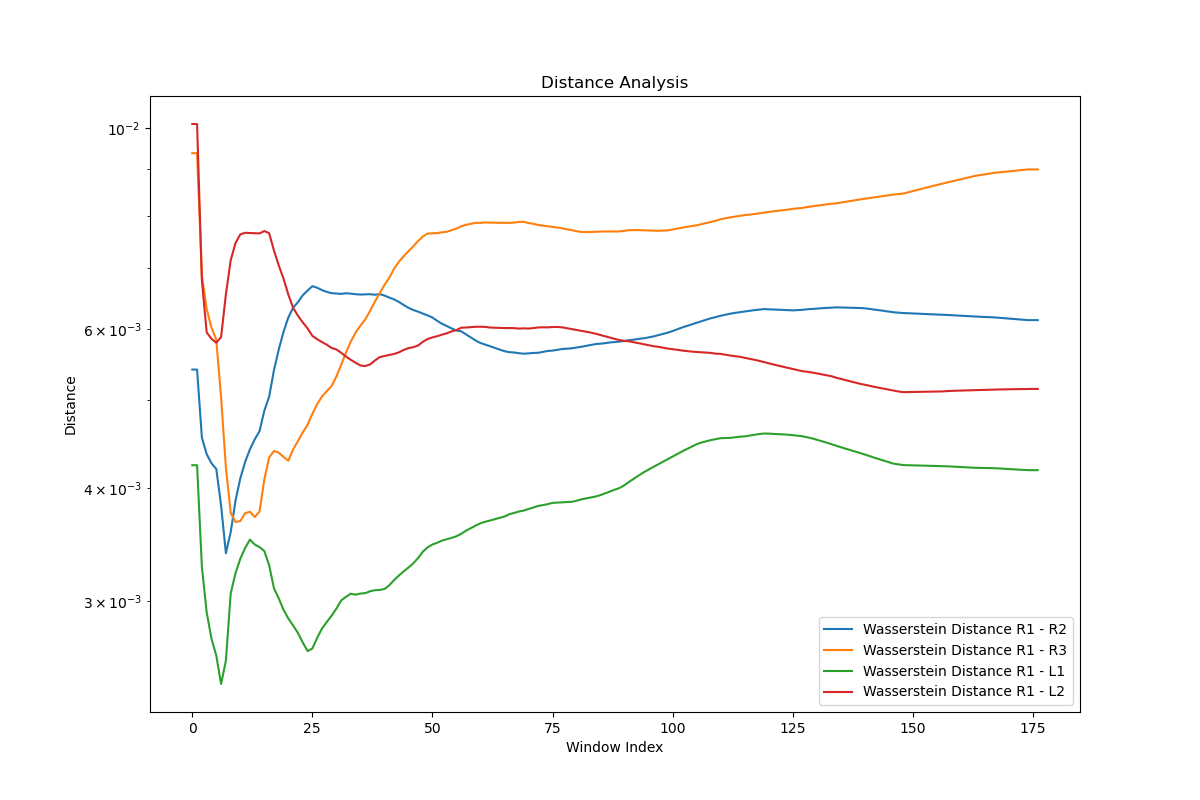 Distance Analysis
Distance
10⁻²
6 × 10⁻³
4 × 10⁻³
3 × 10⁻³
0 25 50 75 100 125 150 175
Window Index
Wasserstein Distance R1 - R2
Wasserstein Distance R1 - R3
Wasserstein Distance R1 - L1
Wasserstein Distance R1 - L2